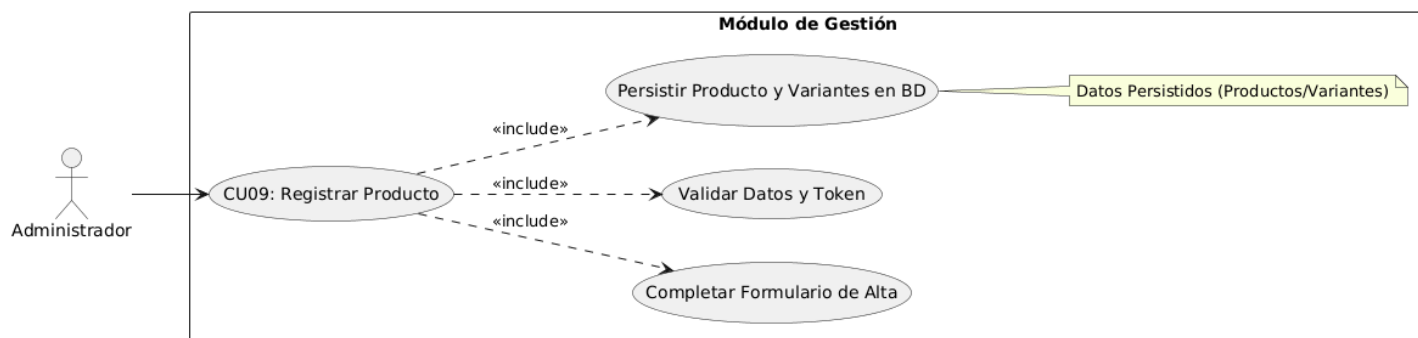 Módulo de Gestión
Persistir Producto y Variantes en BD
Datos Persistidos (Productos/Variantes)
«include»
CU09: Registrar Producto
«include»
Validar Datos y Token
«include»
Administrador
Completar Formulario de Alta